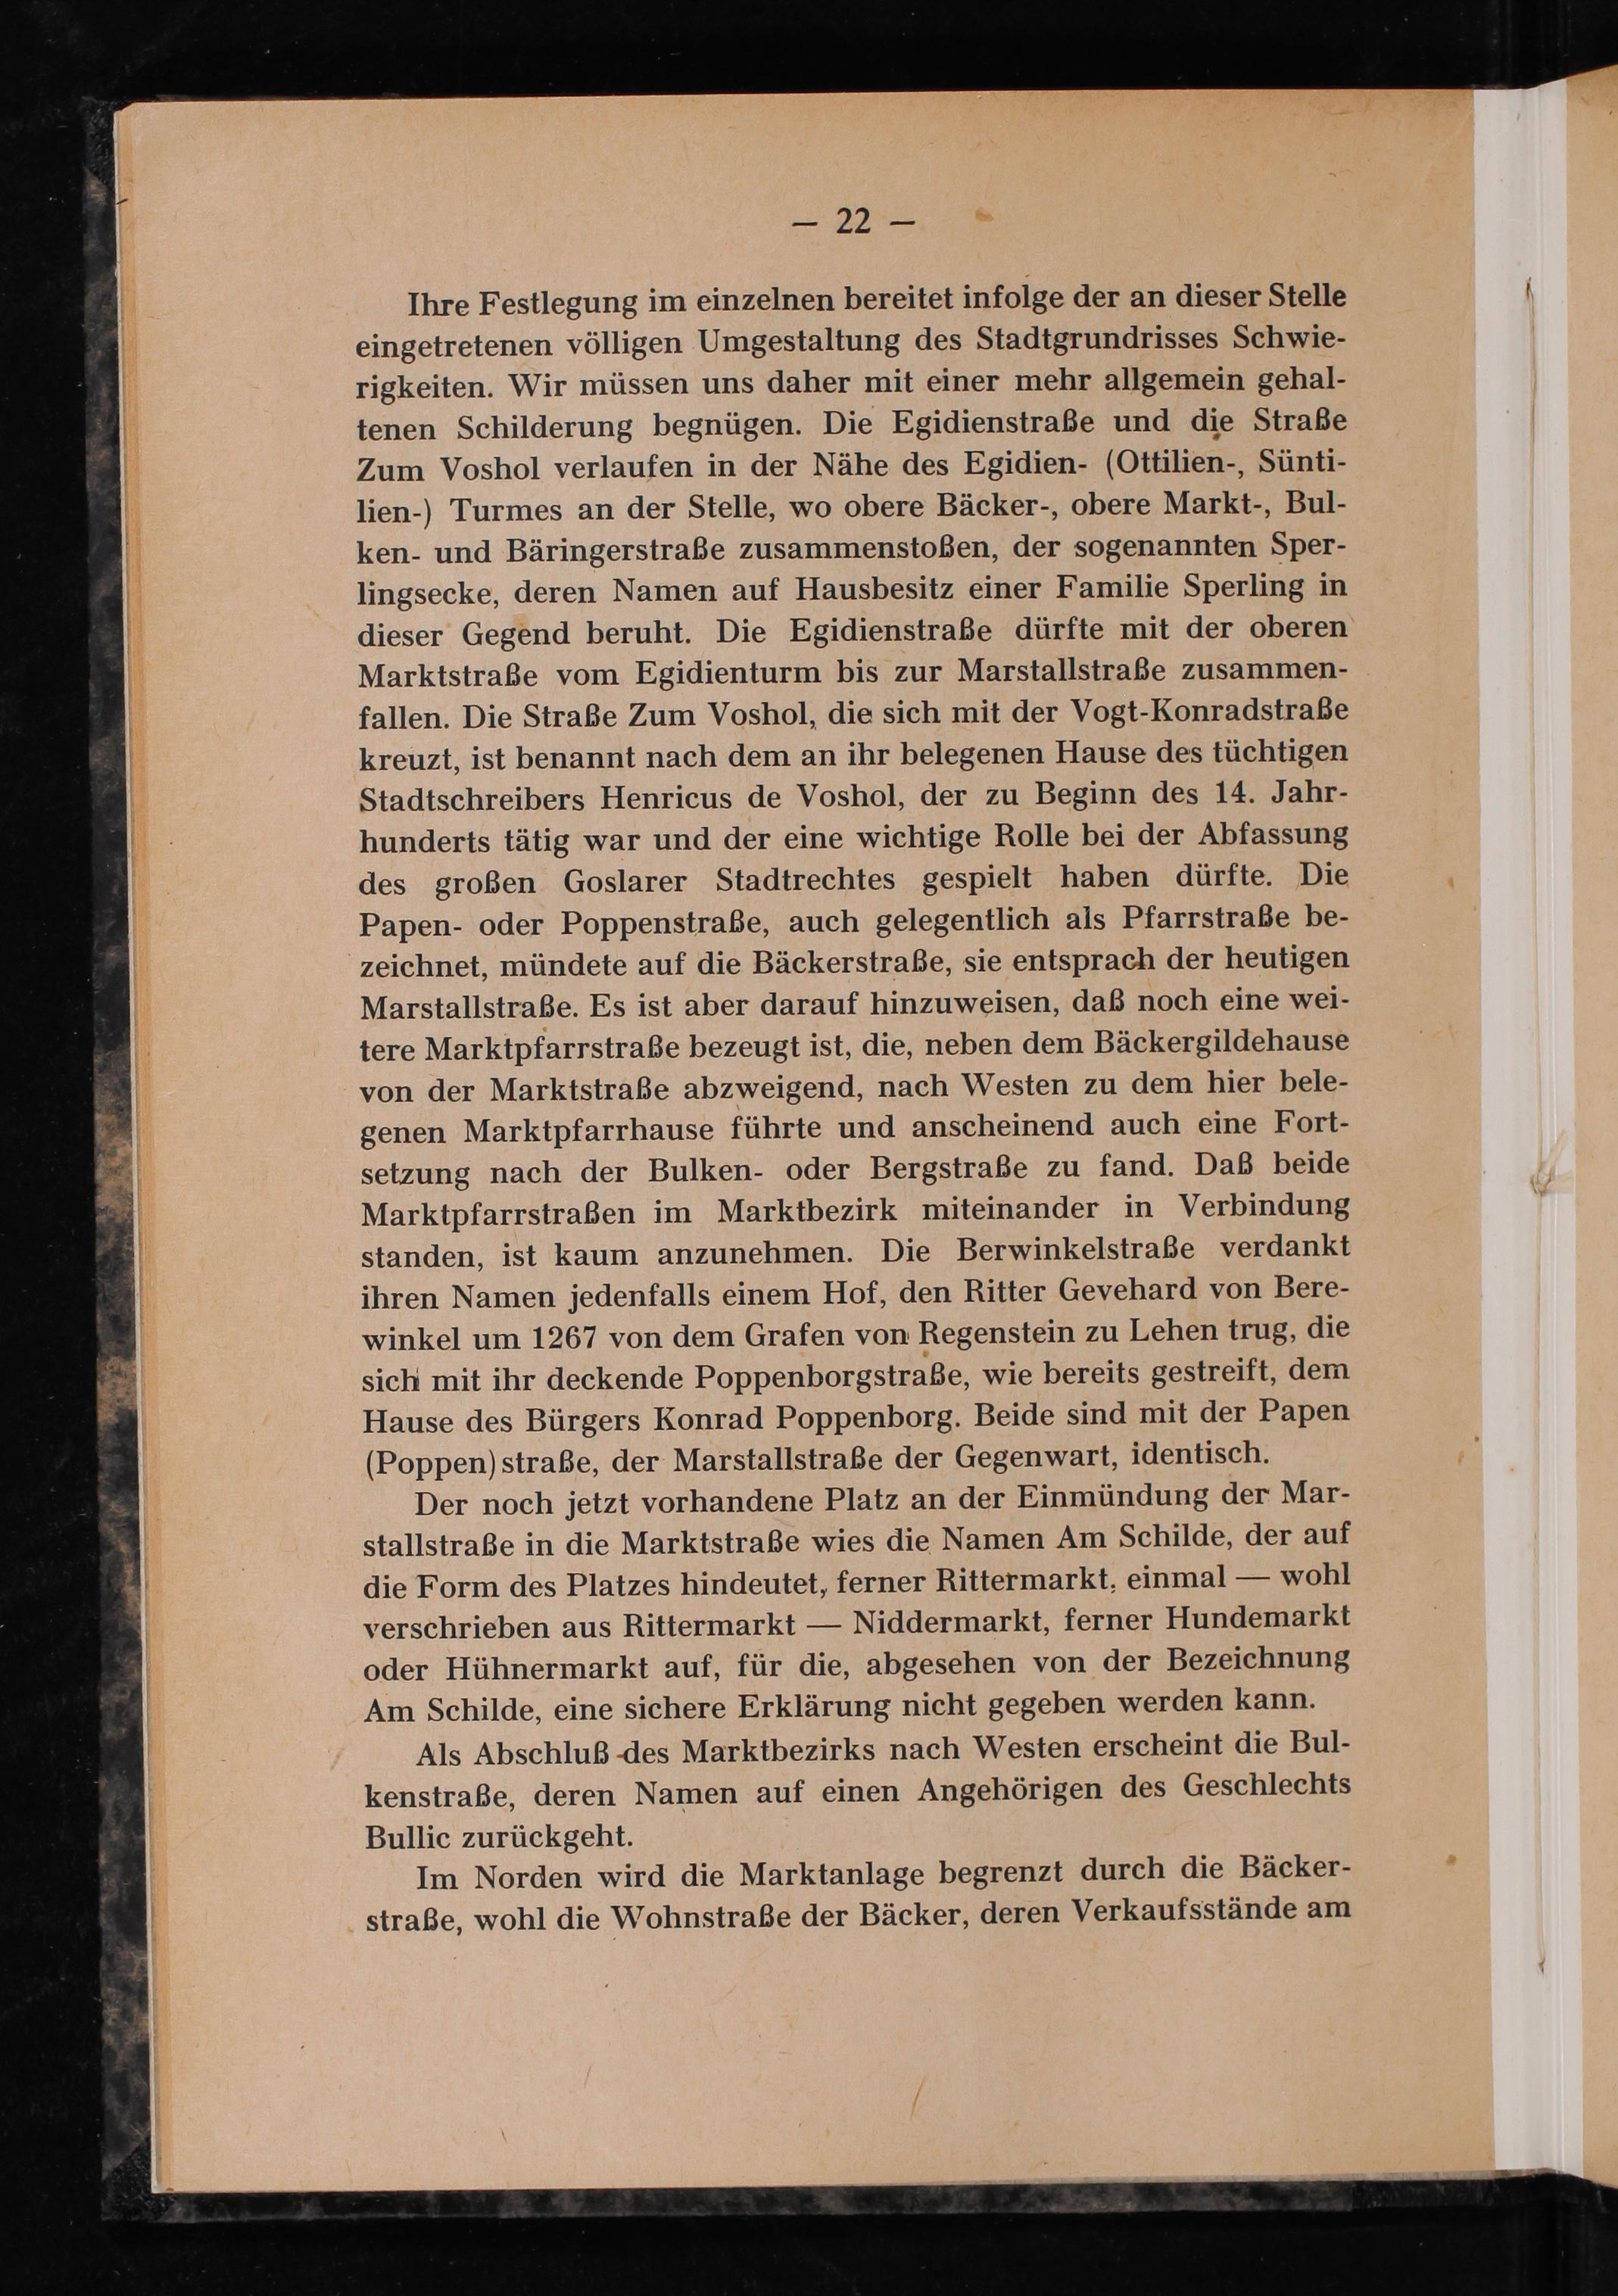 — 22 —
Ihre Festlegung im einzelnen bereitet infolge der an dieser Stelle
eingetretenen völligen Umgestaltung des Stadtgrundrisses Schwie-
rigkeiten. Wir müssen uns daher mit einer mehr allgemein gehal-
tenen Schilderung begnügen. Die Egidienstraße und die Straße
Zum Voshol verlaufen in der Nähe des Egidien- (Ottilien-, Sünti-
lien-) Turmes an der Stelle, wo obere Bäcker-, obere Markt-, Bul-
ken- und Bäringerstraße zusammenstoßen, der sogenannten Sper-
lingsecke, deren Namen auf Hausbesitz einer Familie Sperling in
dieser Gegend beruht. Die Egidienstraße dürfte mit der oberen
Marktstraße vom Egidienturm bis zur Marstallstraße zusammen-
fallen. Die Straße Zum Voshol, die sich mit der Vogt-Konradstraße
kreuzt, ist benannt nach dem an ihr belegenen Hause des tüchtigen
Stadtschreibers Henricus de Voshol, der zu Beginn des 14. Jahr-
hunderts tätig war und der eine wichtige Rolle bei der Abfassung
des großen Goslarer Stadtrechtes gespielt haben dürfte. Die
Papen- oder Poppenstraße, auch gelegentlich als Pfarrstraße be-
zeichnet, mündete auf die Bäckerstraße, sie entsprach der heutigen
Marstallstraße. Es ist aber darauf hinzuweisen, daß noch eine wei-
tere Marktpfarrstraße bezeugt ist, die, neben dem Bäckergildehause
von der Marktstraße abzweigend, nach Westen zu dem hier bele-
genen Marktpfarrhause führte und anscheinend auch eine Fort-
setzung nach der Bulken- oder Bergstraße zu fand. Daß beide
Marktpfarrstraßen im Marktbezirk miteinander in Verbindung
standen, ist kaum anzunehmen. Die Berwinkelstraße verdankt
ihren Namen jedenfalls einem Hof, den Ritter Gevehard von Bere-
winkel um 1267 von dem Grafen von Regenstein zu Lehen trug, die
sich mit ihr deckende Poppenborgstraße, wie bereits gestreift, dem
Hause des Bürgers Konrad Poppenborg. Beide sind mit der Papen
(Poppen)straße, der Marstallstraße der Gegenwart, identisch.
Der noch jetzt vorhandene Platz an der Einmündung der Mar-
stallstraße in die Marktstraße wies die Namen Am Schilde, der auf
die Form des Platzes hindeutet, ferner Rittermarkt, einmal — wohl
verschrieben aus Rittermarkt — Niddermarkt, ferner Hundemarkt
oder Hühnermarkt auf, für die, abgesehen von der Bezeichnung
Am Schilde, eine sichere Erklärung nicht gegeben werden kann.
Als Abschluß des Marktbezirks nach Westen erscheint die Bul-
kenstraße, deren Namen auf einen Angehörigen des Geschlechts
Bullic zurückgeht.
Im Norden wird die Marktanlage begrenzt durch die Bäcker-
straße, wohl die Wohnstraße der Bäcker, deren Verkaufsstände am